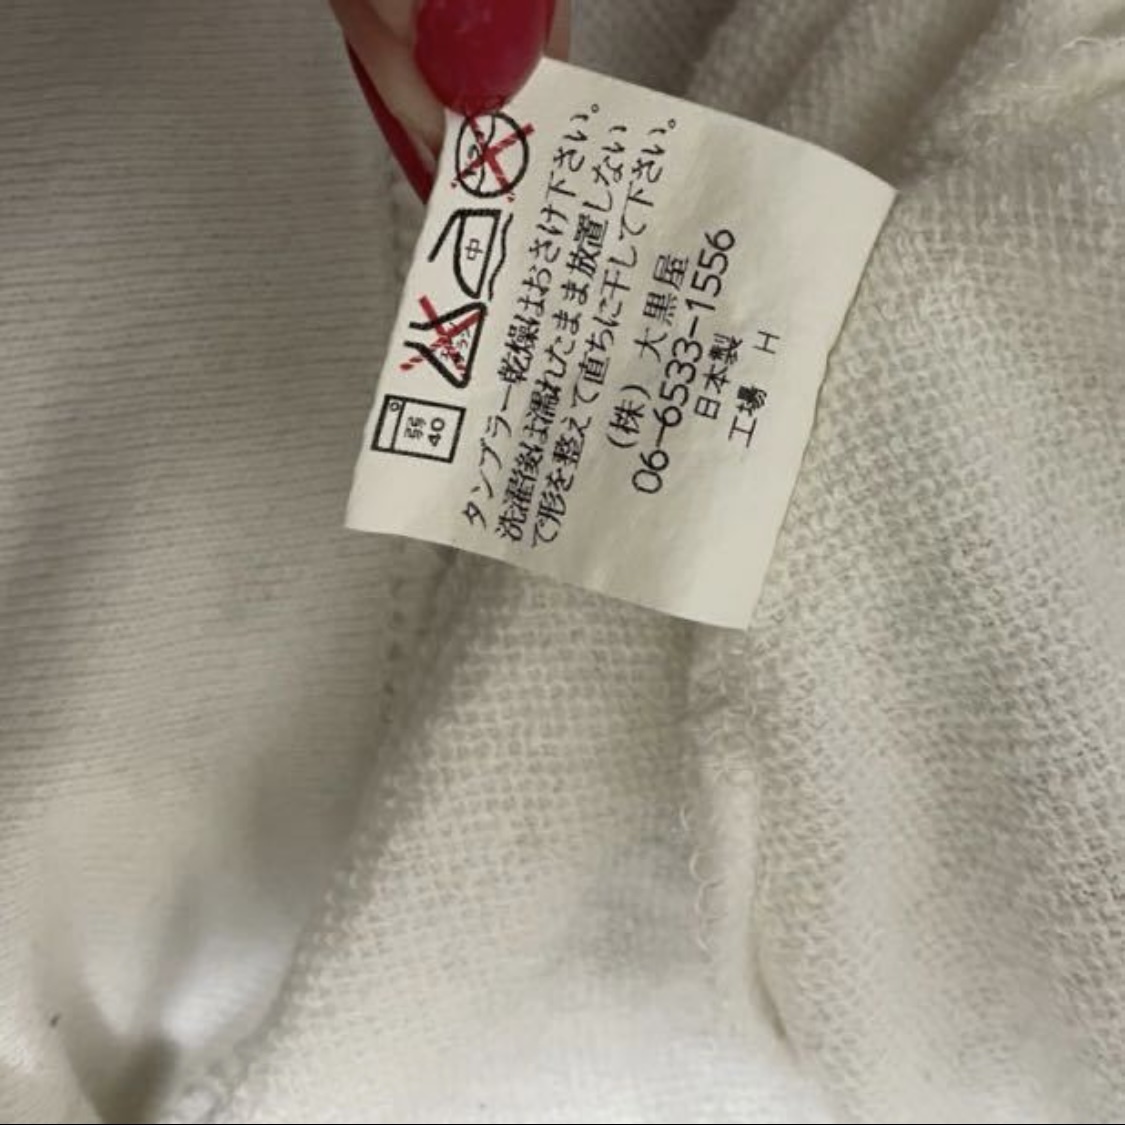 弱
40
中
タンブラー乾燥はおさけ下さい。
洗濯後は濡れたまま放置しない
で形を整えて直ちに干して下さい。
(株) 大黒屋
06-6533-1556
日本製
工場 H